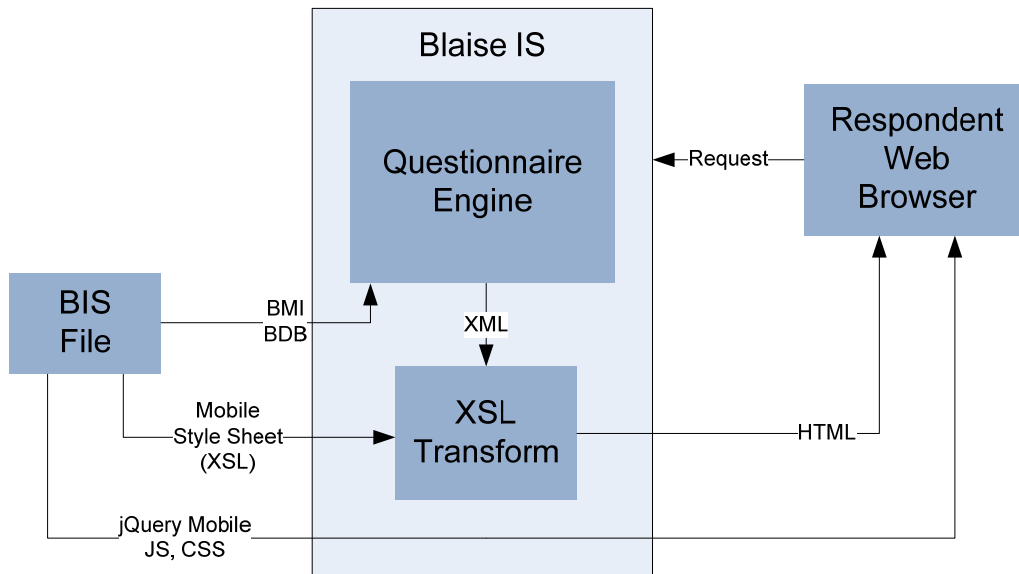 Blaise IS
Questionnaire
Engine
Respondent
Web
Browser
Request
BIS
File
BMI
BDB
XML
Mobile
Style Sheet
(XSL)
XSL
Transform
HTML
jQuery Mobile
JS, CSS